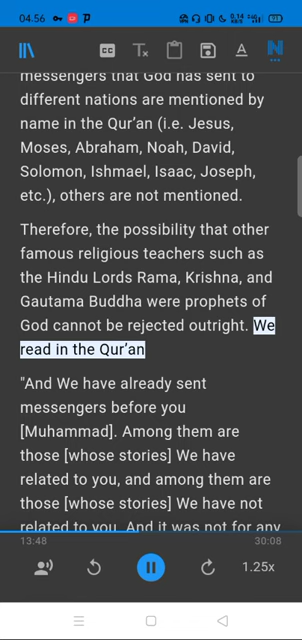 04.56
0.14
KB/S
77
CC
A
messengers that God has sent to
different nations are mentioned by
name in the Qur’an (i.e. Jesus,
Moses, Abraham, Noah, David,
Solomon, Ishmael, Isaac, Joseph,
etc.), others are not mentioned.
Therefore, the possibility that other
famous religious teachers such as
the Hindu Lords Rama, Krishna, and
Gautama Buddha were prophets of
God cannot be rejected outright. We
read in the Qur’an
"And We have already sent
messengers before you
[Muhammad]. Among them are
those [whose stories] We have
related to you, and among them are
those [whose stories] We have not
related to you. And it was not for any
13:48 30:08
1.25x